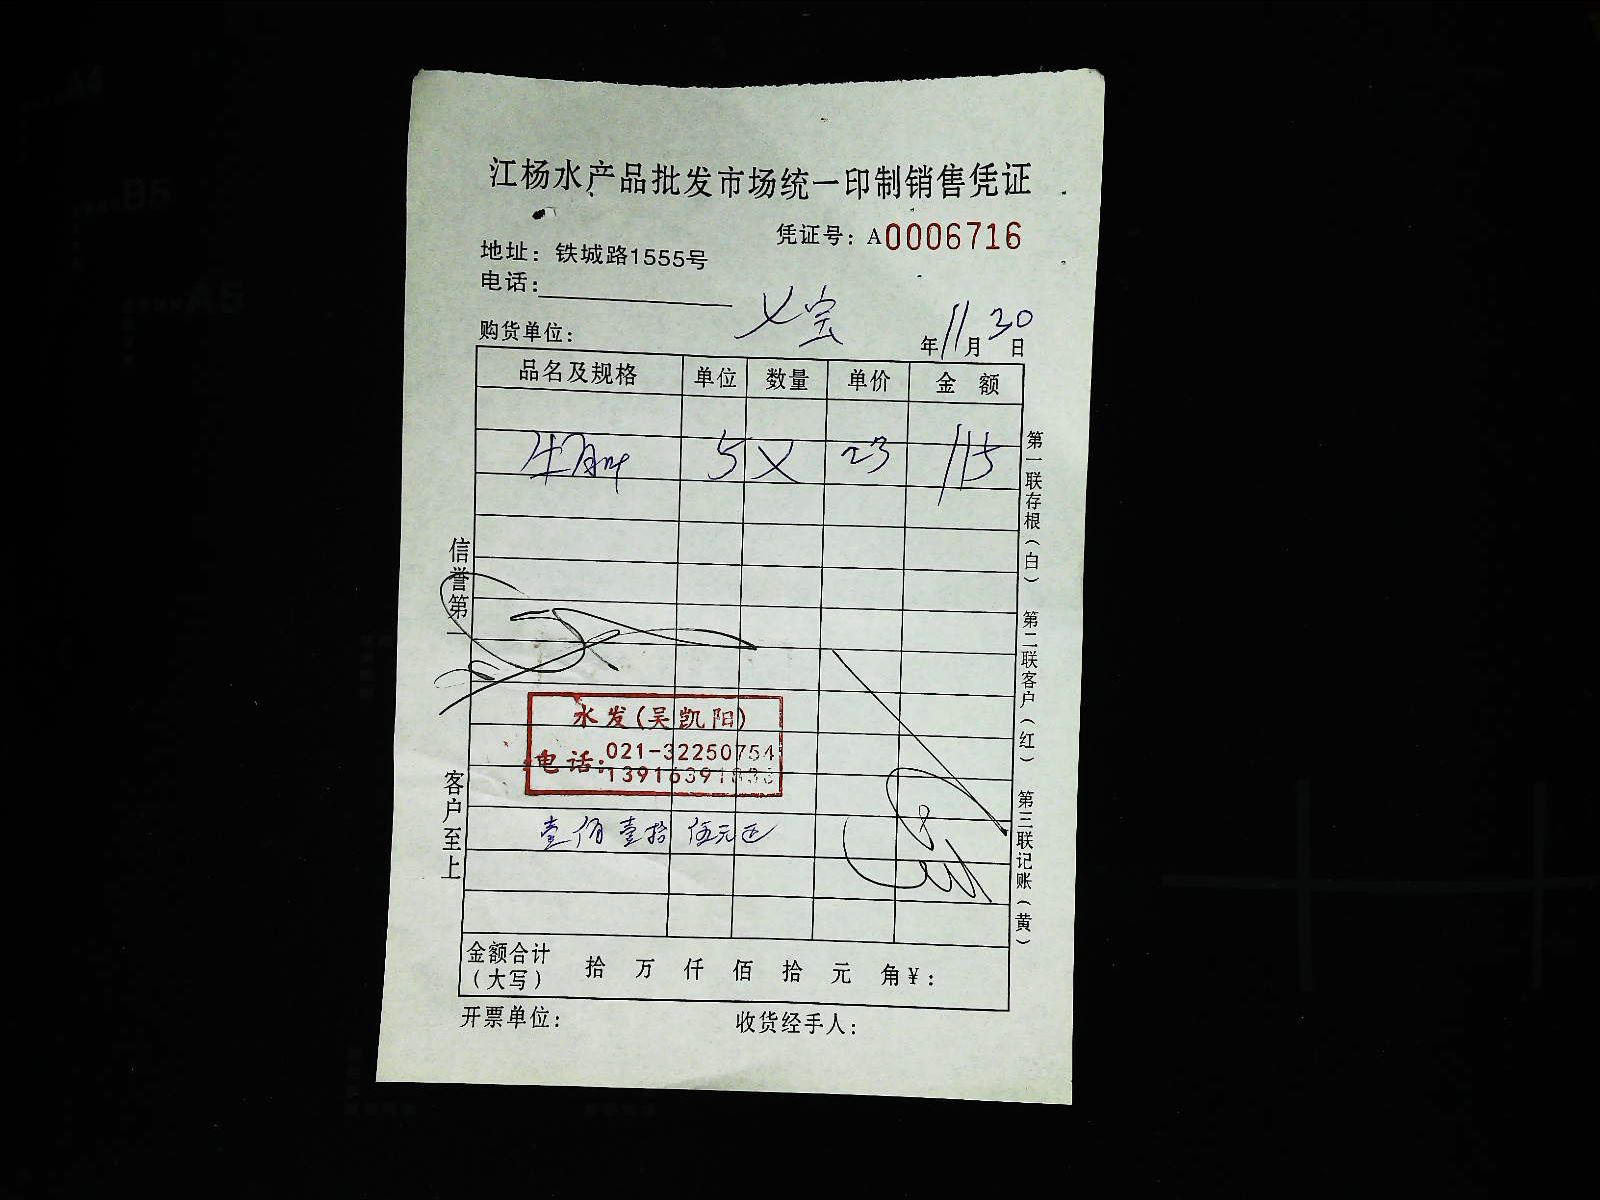 江杨水产品批发市场统一印制销售凭证
凭证号：A0006716
地址：铁城路1555号
电话：
购货单位：
年11月30日
品名及规格 单位 数量 单价 金 额
5 23 115
水发(吴凯阳)
电话：021-32250754
壹佰壹拾伍元正
金额合计
（大写） 拾 万 仟 佰 拾 元 角 ¥：
开票单位： 收货经手人：
信誉第一
客户至上
第一联存根（白） 第二联客户（红） 第三联记账（黄）